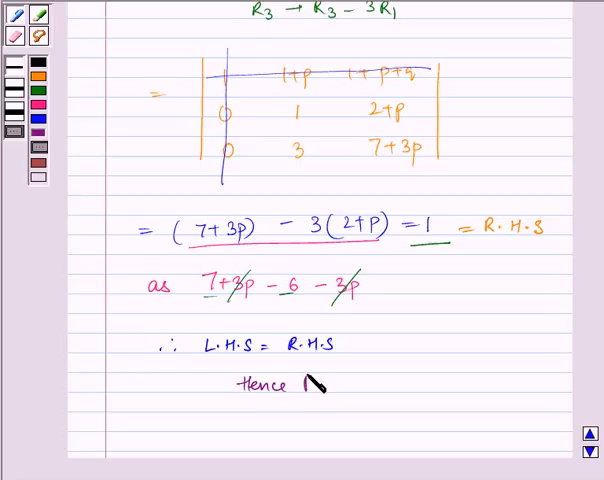 R3 → R3 - 3R1
= | 1 1+p 1+p+q |
| 0 1 2+p |
| 0 3 7+3p |
= (7+3p) - 3(2+p) = 1 = R.H.S
as 7+3p - 6 - 3p
∴ L.H.S = R.H.S
Hence